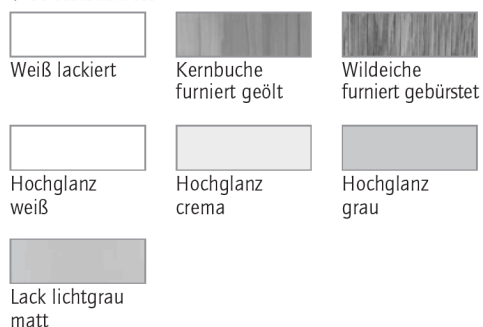 Weiß lackiert
Kernbuche
furniert geölt
Wildeiche
furniert gebürstet
Hochglanz
weiß
Hochglanz
crema
Hochglanz
grau
Lack lichtgrau
matt